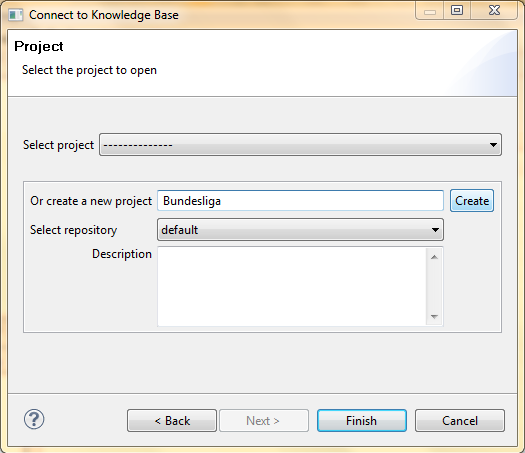 Connect to Knowledge Base
Project
Select the project to open
Select project --------------
Or create a new project Bundesliga Create
Select repository default
Description
< Back Next > Finish Cancel